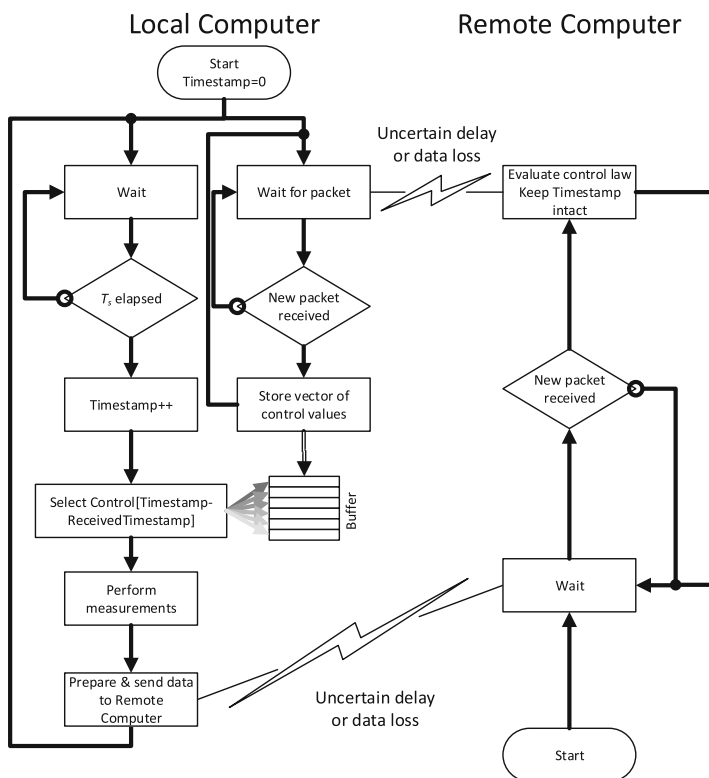 Local Computer
Remote Computer
Start
Timestamp=0
Uncertain delay
or data loss
Wait
Wait for packet
Evaluate control law
Keep Timestamp
intact
Ts elapsed
New packet
received
New packet
received
Timestamp++
Store vector of
control values
Select Control[Timestamp-
ReceivedTimestamp]
Buffer
Perform
measurements
Wait
Prepare & send data
to Remote
Computer
Uncertain delay
or data loss
Start